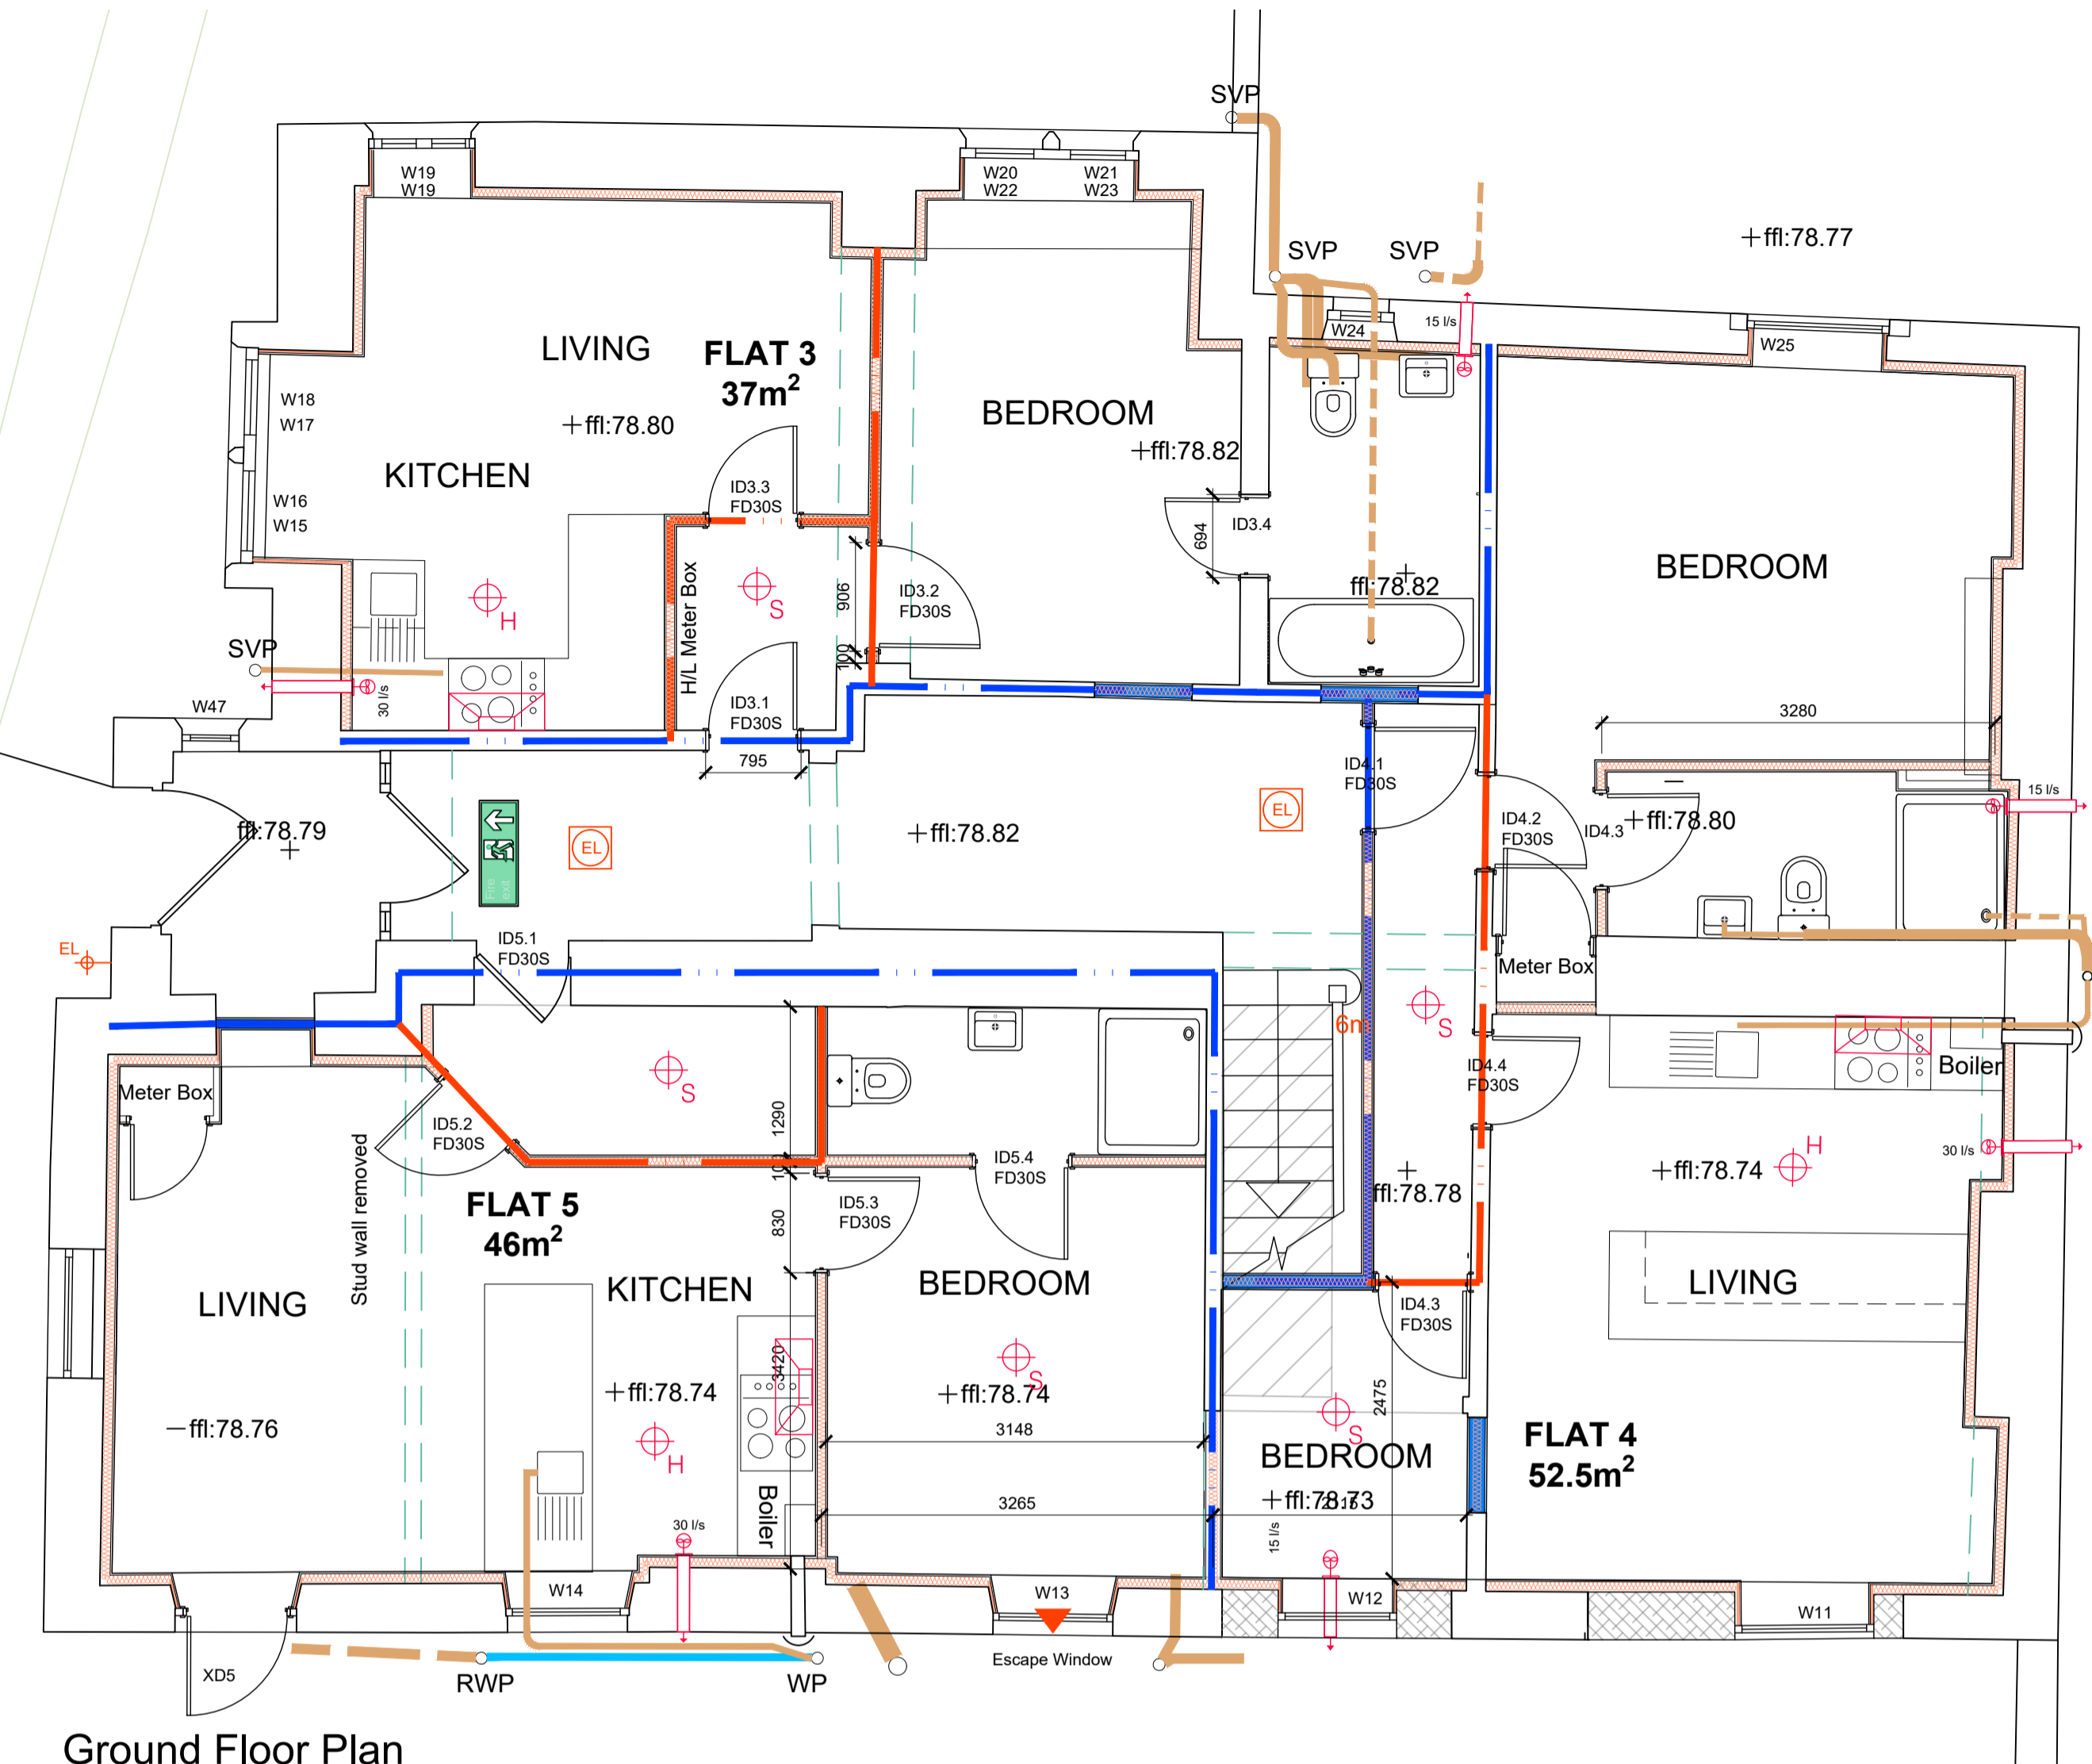 SVP
W19
W19
W20
W21
W22
W23
SVP
SVP
+ffl:78.77
W24
15 l/s
W25
LIVING
FLAT 3
37m²
W18
W17
+ffl:78.80
BEDROOM
+ffl:78.82
KITCHEN
W16
W15
ID3.3
FD30S
694
ID3.4
BEDROOM
H
H/L Meter Box
S
906
ID3.2
FD30S
ffl:78.82
SVP
30 l/s
100
W47
ID3.1
FD30S
795
3280
ID4.1
FD30S
15 l/s
ffl:78.79
EL
+ffl:78.82
EL
ID4.2
FD30S
ID4.3
+ffl:78.80
Fire
exit
EL
ID5.1
FD30S
Meter Box
6m
S
S
Meter Box
ID5.2
FD30S
1290
ID4.4
FD30S
Boiler
Stud wall removed
ID5.4
FD30S
30 l/s
H
+ffl:78.74
ffl:78.78
FLAT 5
46m²
830
ID5.3
FD30S
LIVING
KITCHEN
BEDROOM
LIVING
ID4.3
FD30S
3420
S
+ffl:78.74
+ffl:78.74
2475
ffl:78.76
3148
S
H
BEDROOM
FLAT 4
52.5m²
Boiler
3265
+ffl:78.73
30 l/s
15 l/s
W14
W13
W12
W11
XD5
RWP
WP
Escape Window
Ground Floor Plan